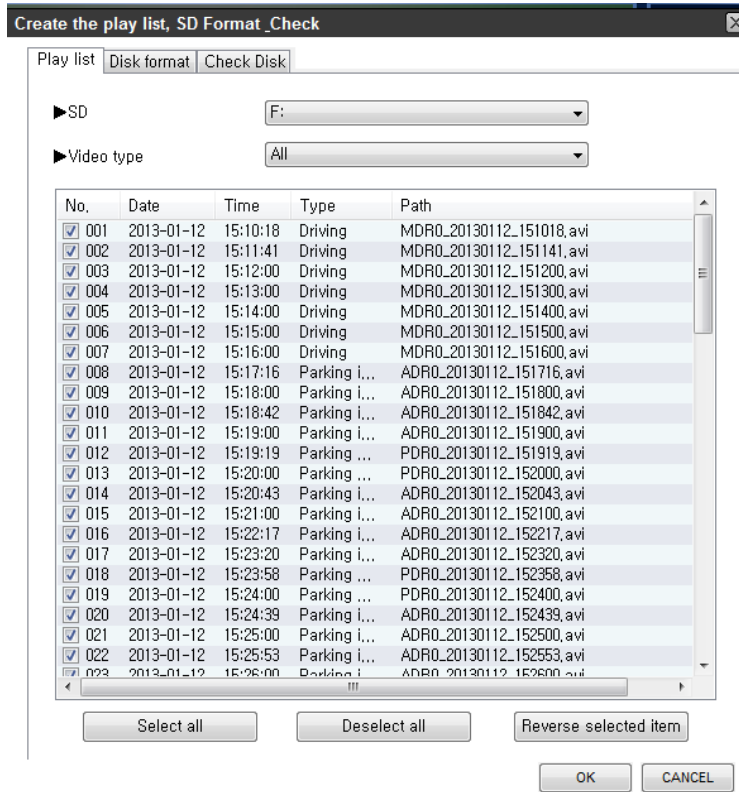 Create the play list, SD Format _Check
Play list Disk format Check Disk
▶SD F:
▶Video type All
No. Date Time Type Path
001 2013-01-12 15:10:18 Driving MDR0_20130112_151018.avi
002 2013-01-12 15:11:41 Driving MDR0_20130112_151141.avi
003 2013-01-12 15:12:00 Driving MDR0_20130112_151200.avi
004 2013-01-12 15:13:00 Driving MDR0_20130112_151300.avi
005 2013-01-12 15:14:00 Driving MDR0_20130112_151400.avi
006 2013-01-12 15:15:00 Driving MDR0_20130112_151500.avi
007 2013-01-12 15:16:00 Driving MDR0_20130112_151600.avi
008 2013-01-12 15:17:16 Parking i... ADR0_20130112_151716.avi
009 2013-01-12 15:18:00 Parking i... ADR0_20130112_151800.avi
010 2013-01-12 15:18:42 Parking i... ADR0_20130112_151842.avi
011 2013-01-12 15:19:00 Parking i... ADR0_20130112_151900.avi
012 2013-01-12 15:19:19 Parking ... PDR0_20130112_151919.avi
013 2013-01-12 15:20:00 Parking ... PDR0_20130112_152000.avi
014 2013-01-12 15:20:43 Parking i... ADR0_20130112_152043.avi
015 2013-01-12 15:21:00 Parking i... ADR0_20130112_152100.avi
016 2013-01-12 15:22:17 Parking i... ADR0_20130112_152217.avi
017 2013-01-12 15:23:20 Parking i... ADR0_20130112_152320.avi
018 2013-01-12 15:23:58 Parking ... PDR0_20130112_152358.avi
019 2013-01-12 15:24:00 Parking ... PDR0_20130112_152400.avi
020 2013-01-12 15:24:39 Parking i... ADR0_20130112_152439.avi
021 2013-01-12 15:25:00 Parking i... ADR0_20130112_152500.avi
022 2013-01-12 15:25:53 Parking i... ADR0_20130112_152553.avi
023 2013-01-12 15:26:00 Parking i... ADR0_20130112_152600.avi
Select all Deselect all Reverse selected item
OK CANCEL